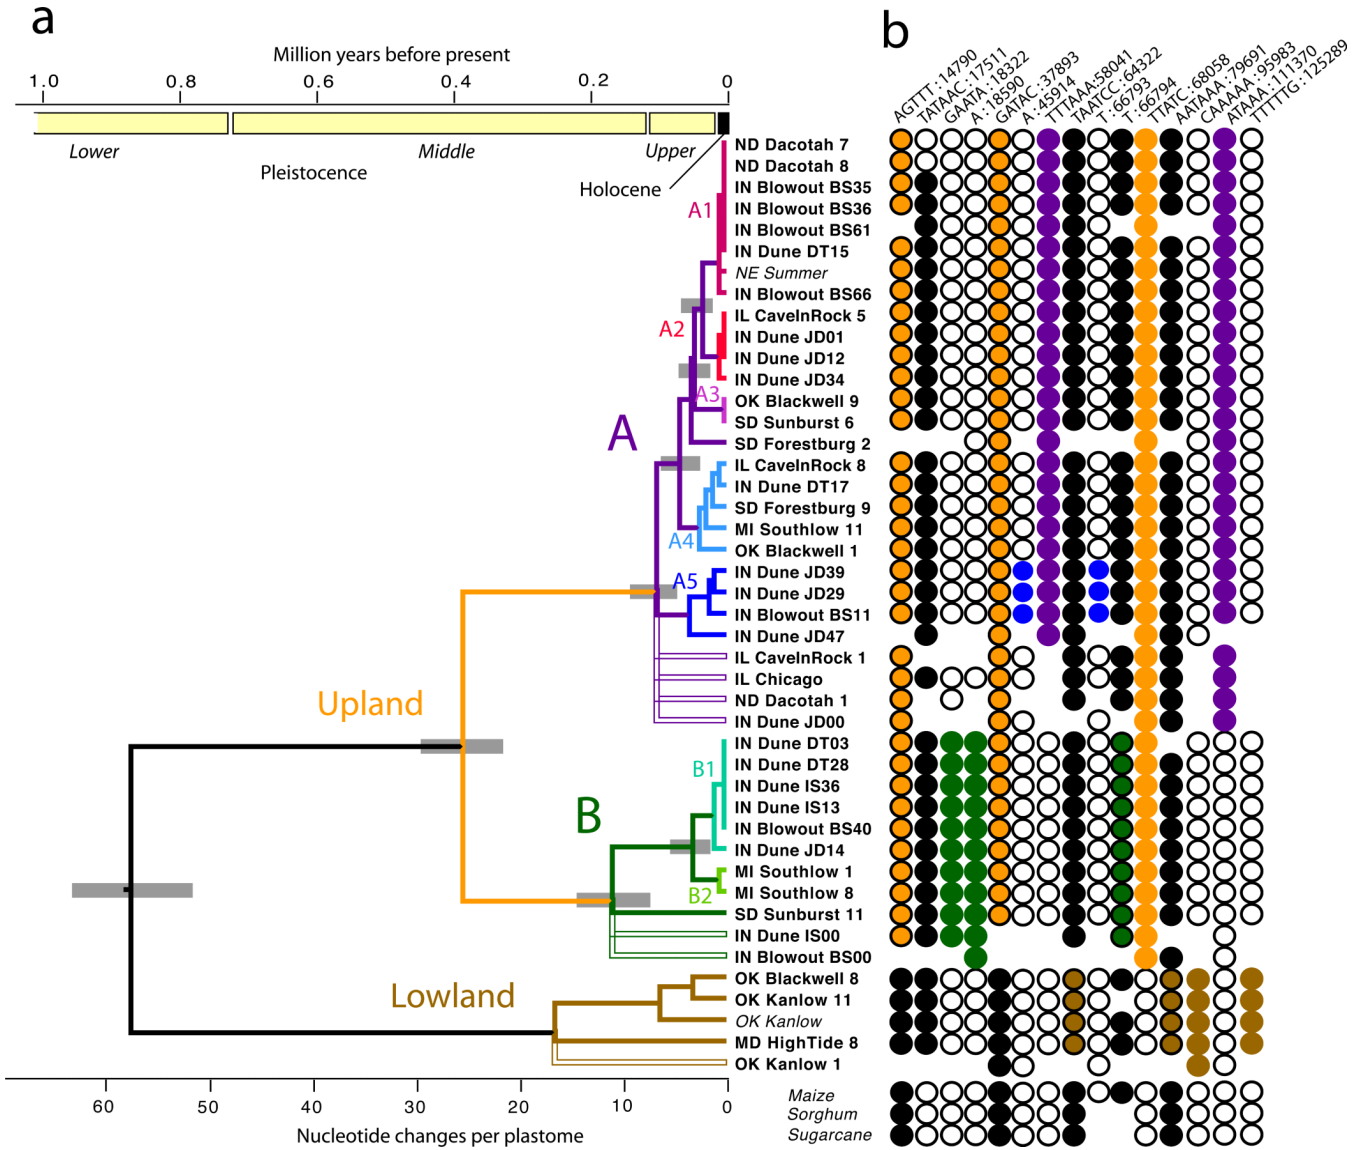 a
Million years before present
1.0 0.8 0.6 0.4 0.2 0
Lower Middle Upper
Pleistocence
Holocene
b
AGTTT:14790
TATAAC:17511
GAATA:18322
A:18590
GATAC:37893
A:45914
TTTAAA:58041
TAATCC:64322
T:66793
T:66794
TTATC:68058
AATAAA:79691
CAAAAA:95983
ATAAA:111370
TTTTTG:125289
ND Dacotah 7
ND Dacotah 8
IN Blowout BS35
A1
IN Blowout BS36
IN Blowout BS61
IN Dune DT15
NE Summer
IN Blowout BS66
IL CaveInRock 5
A2
IN Dune JD01
IN Dune JD12
IN Dune JD34
A3
OK Blackwell 9
SD Sunburst 6
A
SD Forestburg 2
IL CaveInRock 8
IN Dune DT17
SD Forestburg 9
MI Southlow 11
A4
OK Blackwell 1
IN Dune JD39
A5
IN Dune JD29
IN Blowout BS11
IN Dune JD47
IL CaveInRock 1
IL Chicago
Upland
ND Dacotah 1
IN Dune JD00
IN Dune DT03
B1
IN Dune DT28
IN Dune IS36
B
IN Dune IS13
IN Blowout BS40
IN Dune JD14
MI Southlow 1
B2
MI Southlow 8
SD Sunburst 11
IN Dune IS00
IN Blowout BS00
OK Blackwell 8
Lowland
OK Kanlow 11
OK Kanlow
MD HighTide 8
OK Kanlow 1
Maize
Sorghum
Sugarcane
60 50 40 30 20 10 0
Nucleotide changes per plastome